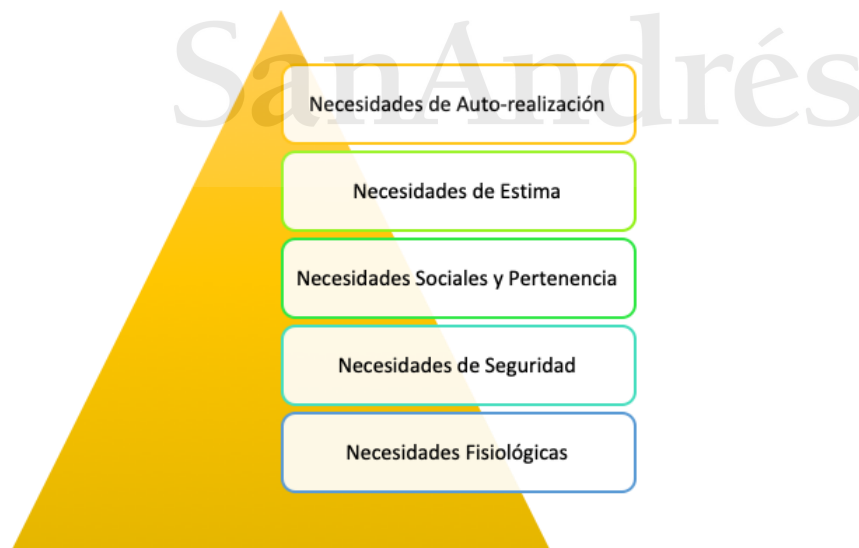 SanAndrés
Necesidades de Auto-realización
Necesidades de Estima
Necesidades Sociales y Pertenencia
Necesidades de Seguridad
Necesidades Fisiológicas